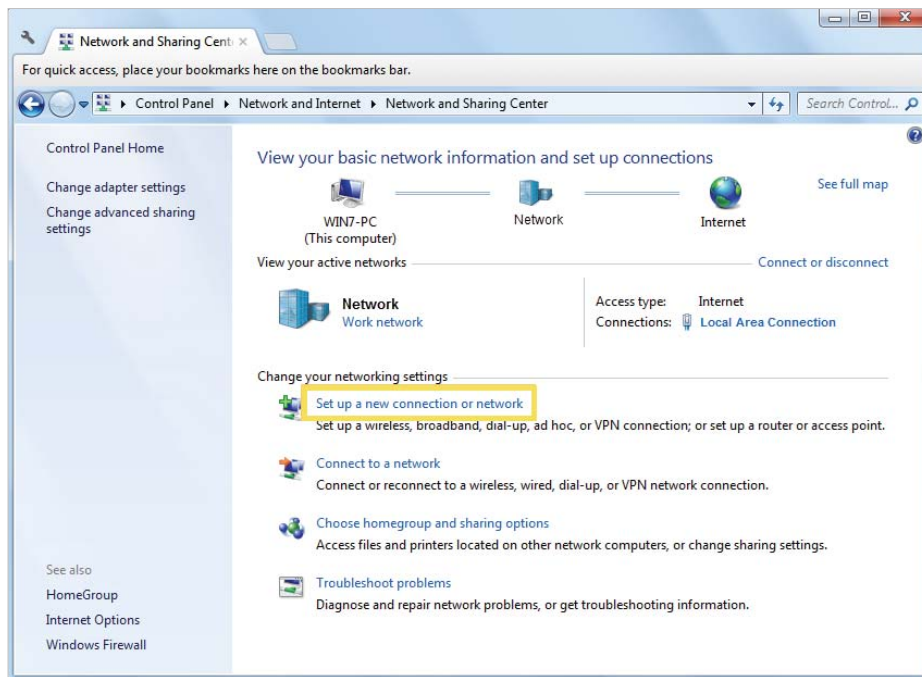 Network and Sharing Cent
For quick access, place your bookmarks here on the bookmarks bar.
Control Panel ▸ Network and Internet ▸ Network and Sharing Center
Search Control...
Control Panel Home
Change adapter settings
Change advanced sharing
settings
View your basic network information and set up connections
See full map
WIN7-PC
(This computer)
Network
Internet
View your active networks
Connect or disconnect
Network
Work network
Access type: Internet
Connections: Local Area Connection
Change your networking settings
Set up a new connection or network
Set up a wireless, broadband, dial-up, ad hoc, or VPN connection; or set up a router or access point.
Connect to a network
Connect or reconnect to a wireless, wired, dial-up, or VPN network connection.
Choose homegroup and sharing options
Access files and printers located on other network computers, or change sharing settings.
Troubleshoot problems
Diagnose and repair network problems, or get troubleshooting information.
See also
HomeGroup
Internet Options
Windows Firewall